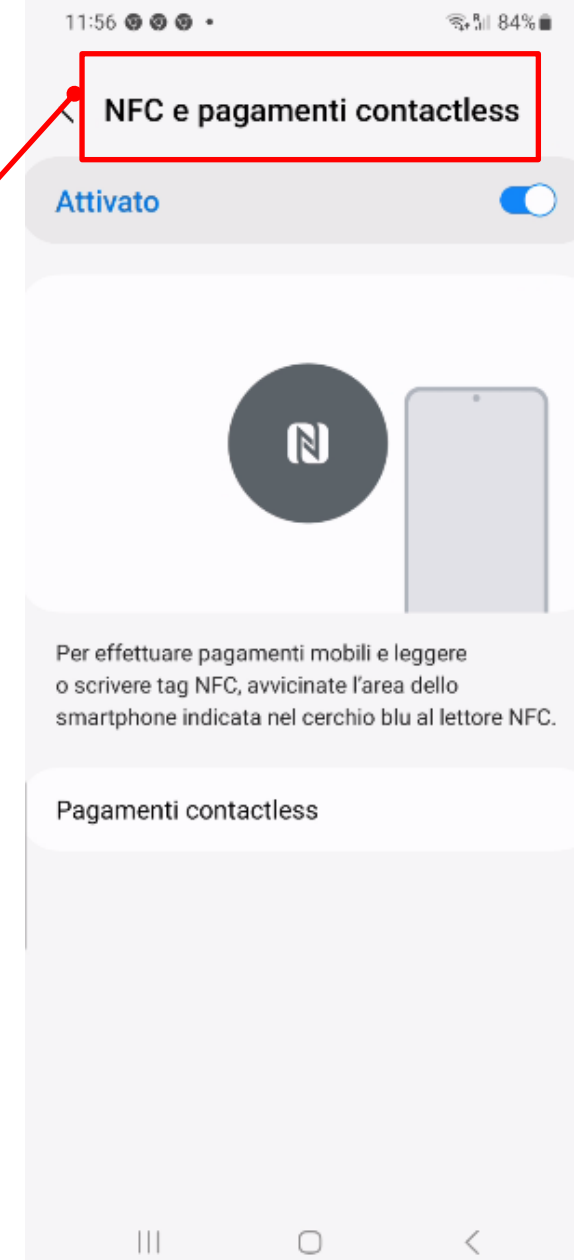 11:56
84%
NFC e pagamenti contactless
Attivato
Per effettuare pagamenti mobili e leggere
o scrivere tag NFC, avvicinate l'area dello
smartphone indicata nel cerchio blu al lettore NFC.
Pagamenti contactless